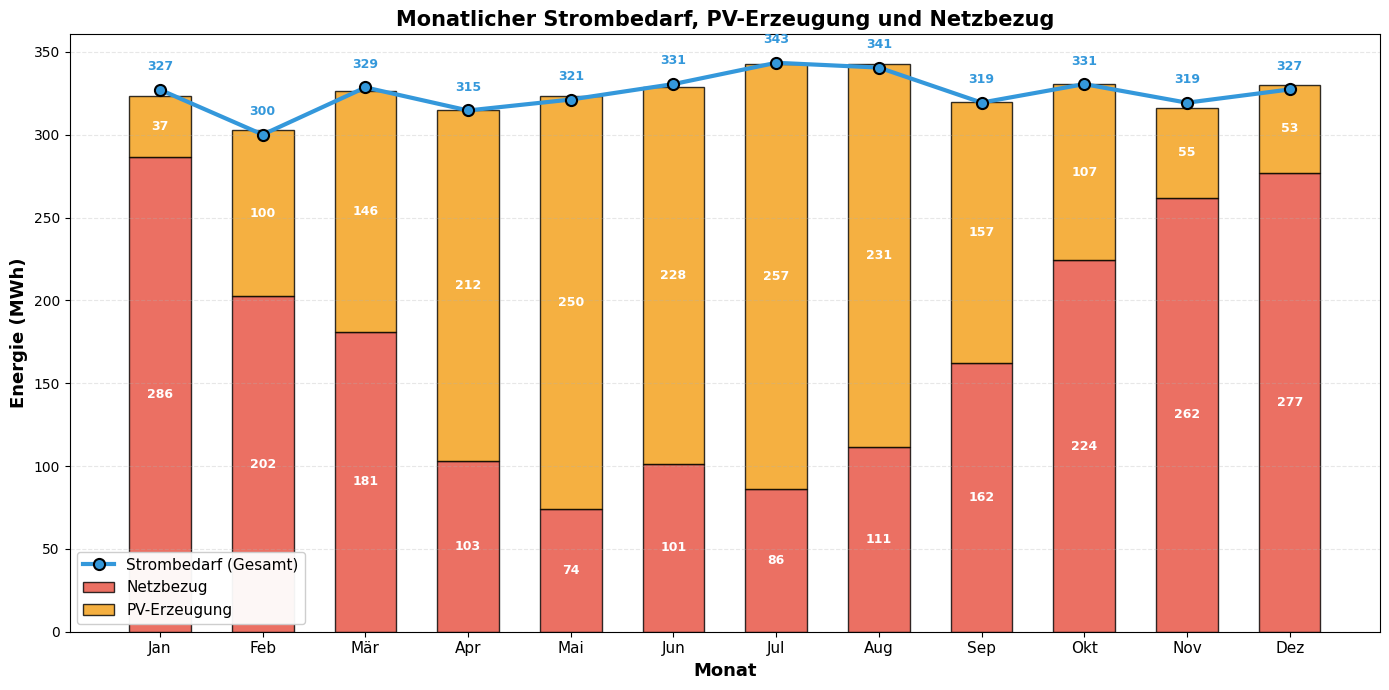 Monatlicher Strombedarf, PV-Erzeugung und Netzbezug
Energie (MWh)
350
300
250
200
150
100
50
0
327 300 329 315 321 331 343 341 319 331 319 327
37 100 146 212 250 228 257 231 157 107 55 53
286 202 181 103 74 101 86 111 162 224 262 277
Strombedarf (Gesamt)
Netzbezug
PV-Erzeugung
Jan Feb Mär Apr Mai Jun Jul Aug Sep Okt Nov Dez
Monat